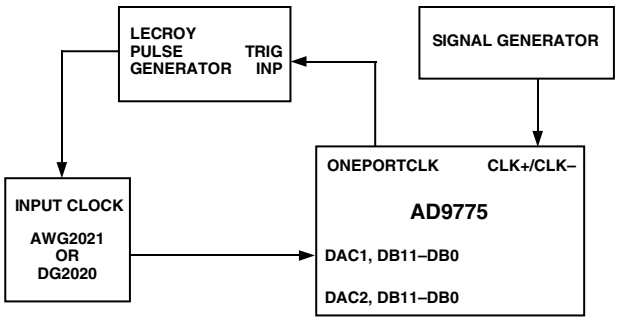 LECROY
PULSE TRIG
GENERATOR INP
SIGNAL GENERATOR
ONEPORTCLK CLK+/CLK–
AD9775
DAC1, DB11–DB0
DAC2, DB11–DB0
INPUT CLOCK
AWG2021
OR
DG2020